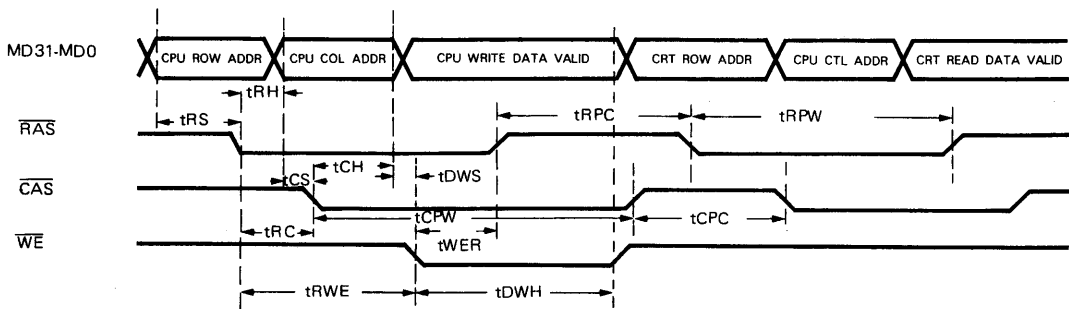 MD31-MD0 CPU ROW ADDR CPU COL ADDR CPU WRITE DATA VALID CRT ROW ADDR CPU CTL ADDR CRT READ DATA VALID
tRH
RAS tRS tRPC tRPW
tCH
CAS tCS tDWS
tCPW tCPC
tRC
WE tWER
tRWE tDWH